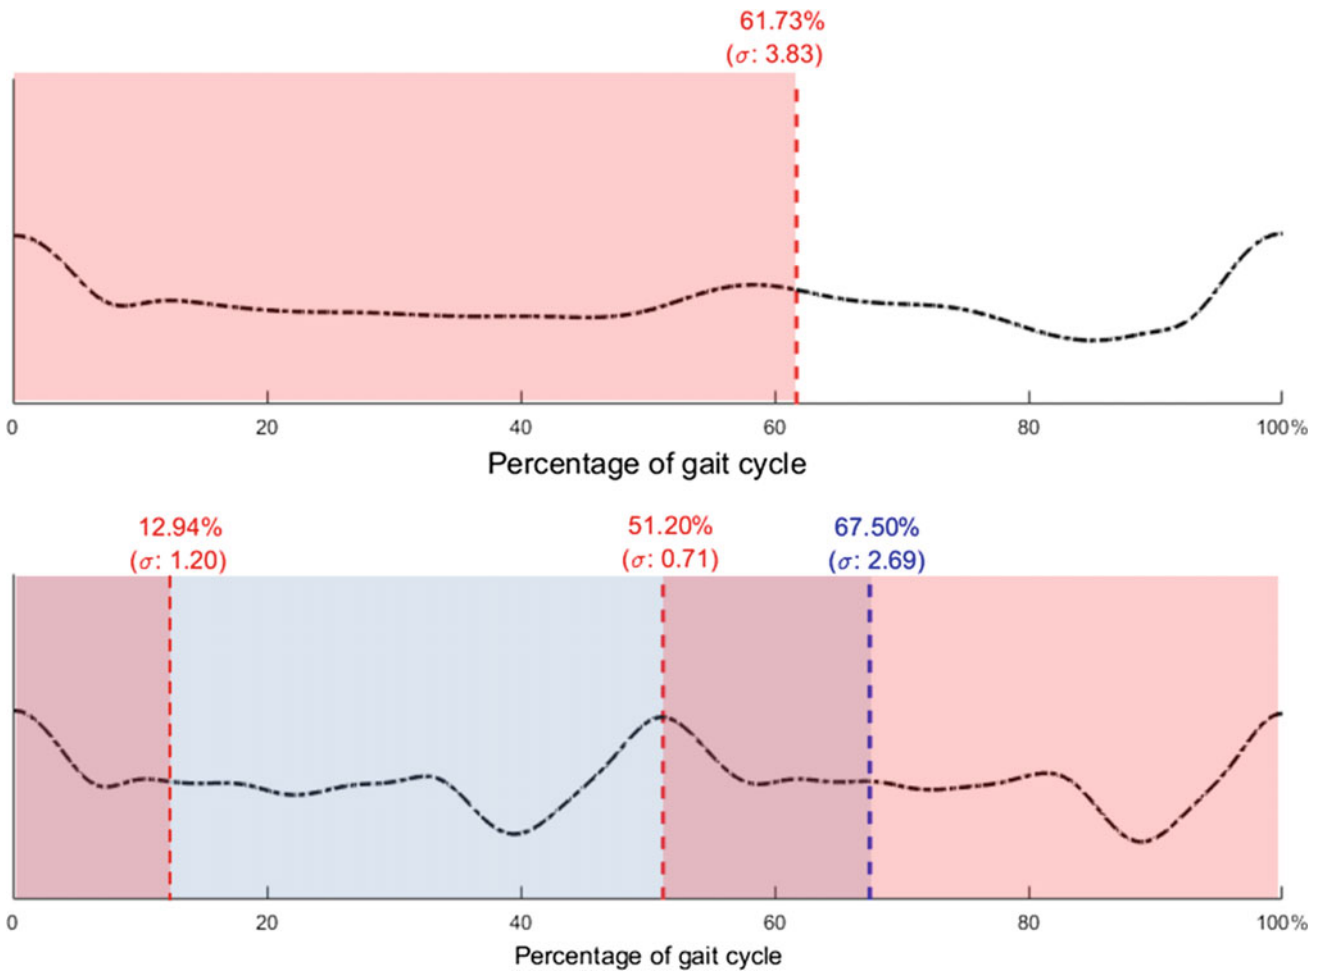 61.73%
(σ: 3.83)
0 20 40 60 80 100%
Percentage of gait cycle
12.94% 51.20% 67.50%
(σ: 1.20) (σ: 0.71) (σ: 2.69)
0 20 40 60 80 100%
Percentage of gait cycle